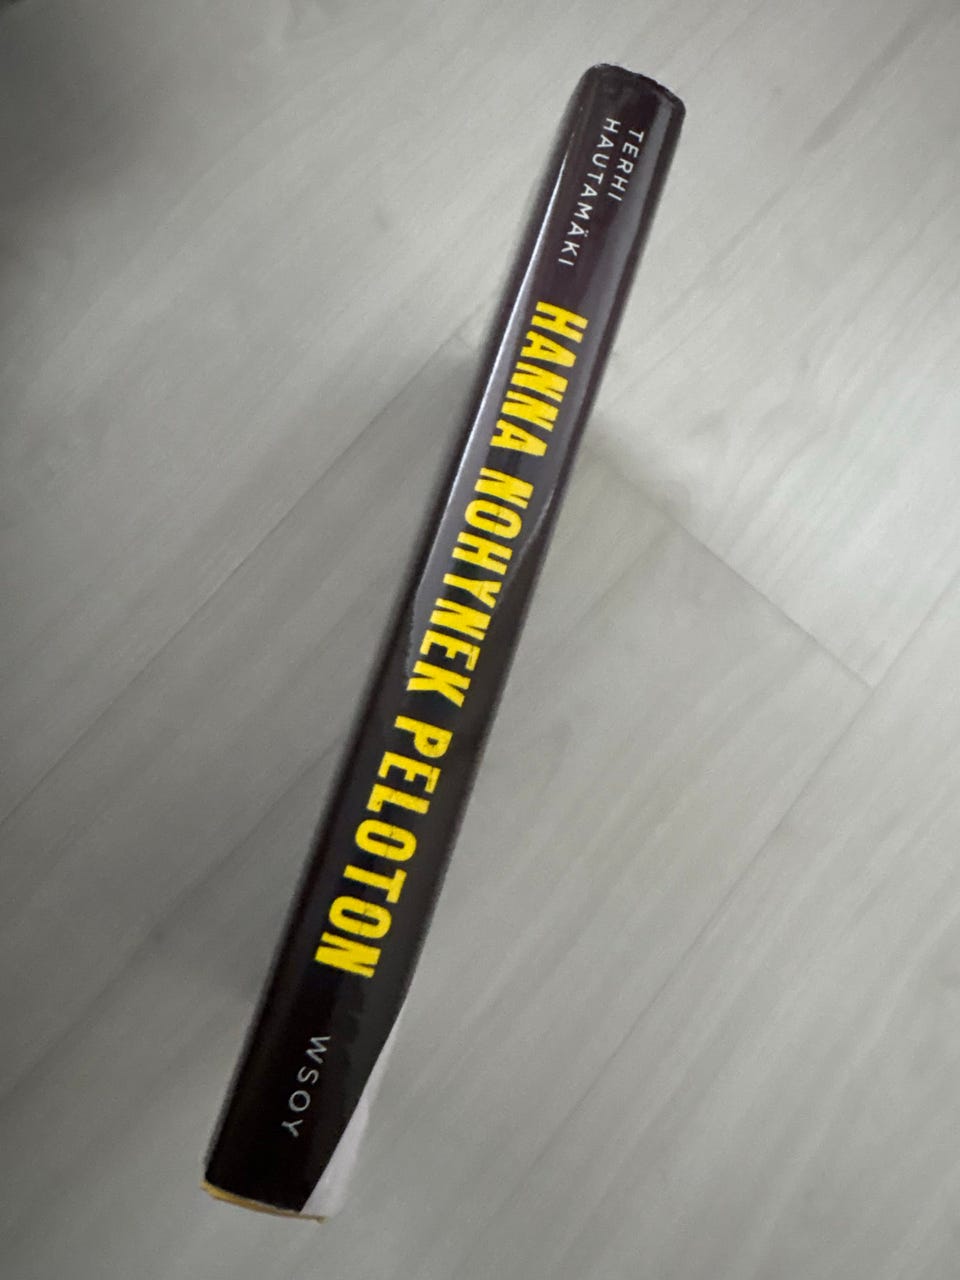 TERHI
HAUTAMÄKI
HANNA NOHYNEK PELOTON
WSOY